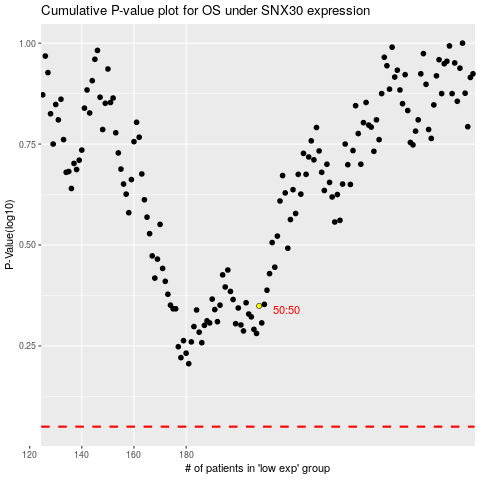 Cumulative P-value plot for OS under SNX30 expression
1.00
0.75
0.50
0.25
P-Value(log10)
50:50
120 140 160 180
# of patients in 'low exp' group